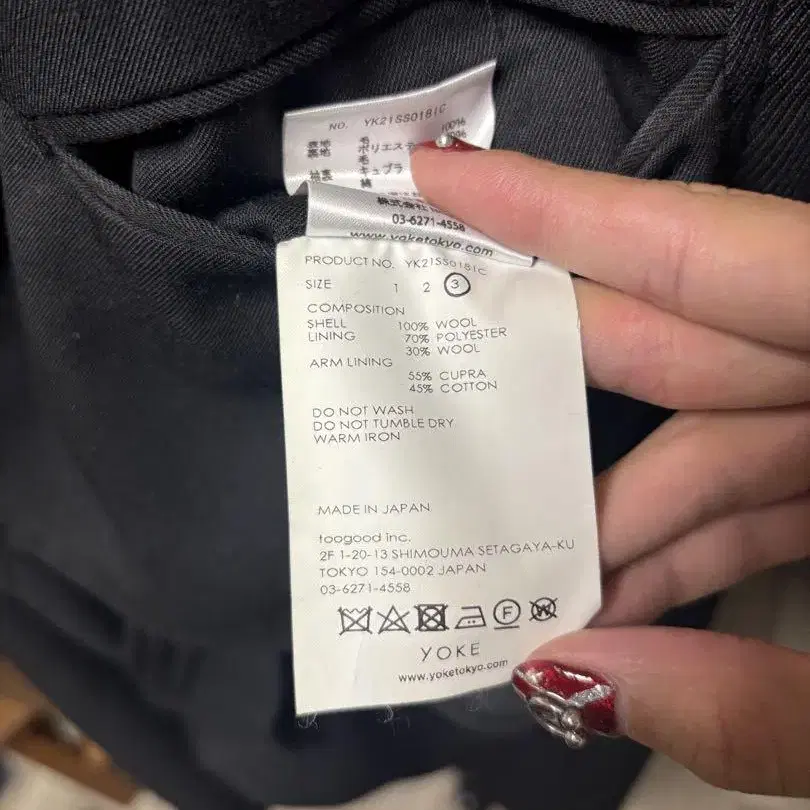 NO. YK21SS0181C
表地 毛 100%
裏地 ポリエステ
毛
袖裏 キュプラ
綿
株式会社
03-6271-4558
www.yoketokyo.com
PRODUCT NO. YK21SS0181C
SIZE 1 2 3
COMPOSITION
SHELL 100% WOOL
LINING 70% POLYESTER
30% WOOL
ARM LINING
55% CUPRA
45% COTTON
DO NOT WASH
DO NOT TUMBLE DRY
WARM IRON
MADE IN JAPAN
toogood inc.
2F 1-20-13 SHIMOUMA SETAGAYA-KU
TOKYO 154-0002 JAPAN
03-6271-4558
F W
YOKE
www.yoketokyo.com